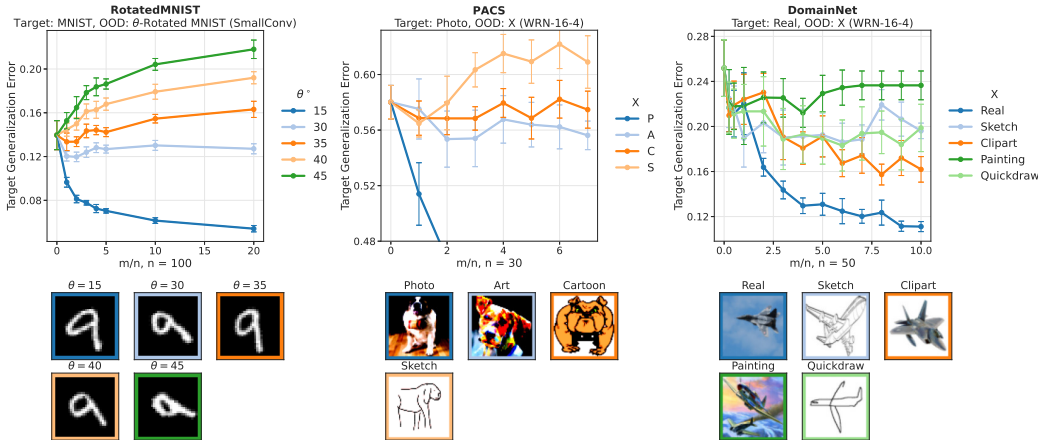 RotatedMNIST
Target: MNIST, OOD: θ-Rotated MNIST (SmallConv)
Target Generalization Error
0.20
0.16
0.12
0.08
0 5 10 15 20
m/n, n = 100
θ°
15
30
35
40
45
PACS
Target: Photo, OOD: X (WRN-16-4)
Target Generalization Error
0.60
0.56
0.52
0.48
0 2 4 6
m/n, n = 30
X
P
A
C
S
DomainNet
Target: Real, OOD: X (WRN-16-4)
Target Generalization Error
0.28
0.24
0.20
0.16
0.12
0.0 2.5 5.0 7.5 10.0
m/n, n = 50
X
Real
Sketch
Clipart
Painting
Quickdraw
θ = 15 θ = 30 θ = 35
θ = 40 θ = 45
Photo Art Cartoon
Sketch
Real Sketch Clipart
Painting Quickdraw